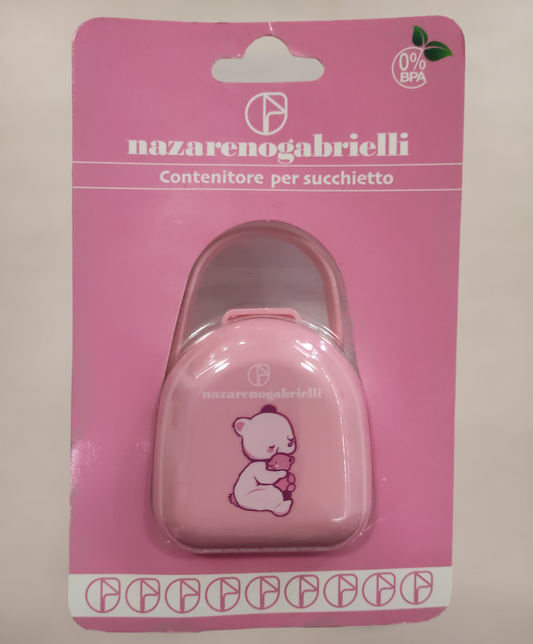 0%
BPA
nazarenogabrielli
Contenitore per succhietto
nazarenogabrielli